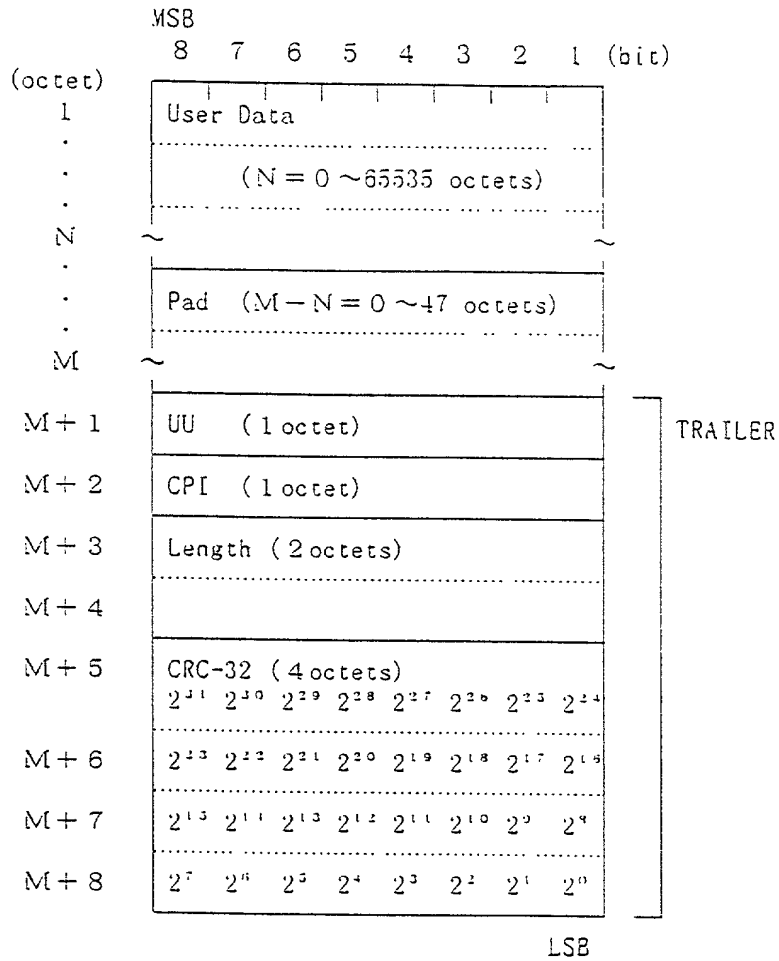 MSB
8 7 6 5 4 3 2 1 (bit)
(octet)
1 User Data
(N = 0 ~65535 octets)
N
Pad (M − N = 0 ~47 octets)
M
M + 1 UU (1 octet)
TRAILER
M + 2 CPI (1 octet)
M + 3 Length (2 octets)
M + 4
M + 5 CRC-32 (4 octets)
2³¹ 2³⁰ 2²⁹ 2²⁸ 2²⁷ 2²⁶ 2²⁵ 2²⁴
M + 6 2²³ 2²² 2²¹ 2²⁰ 2¹⁹ 2¹⁸ 2¹⁷ 2¹⁶
M + 7 2¹⁵ 2¹⁴ 2¹³ 2¹² 2¹¹ 2¹⁰ 2⁹ 2⁸
M + 8 2⁷ 2⁶ 2⁵ 2⁴ 2³ 2² 2¹ 2⁰
LSB